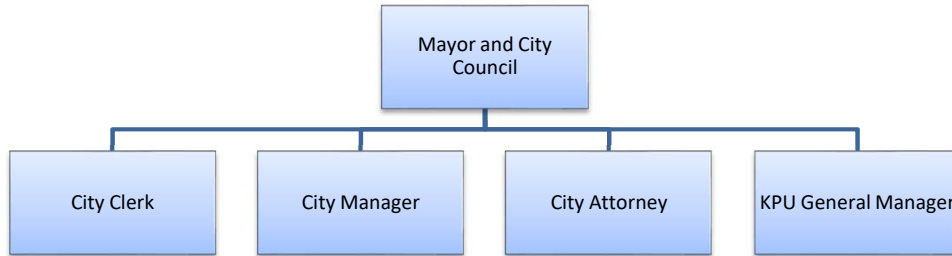 Mayor and City
Council
City Clerk
City Manager
City Attorney
KPU General Manager